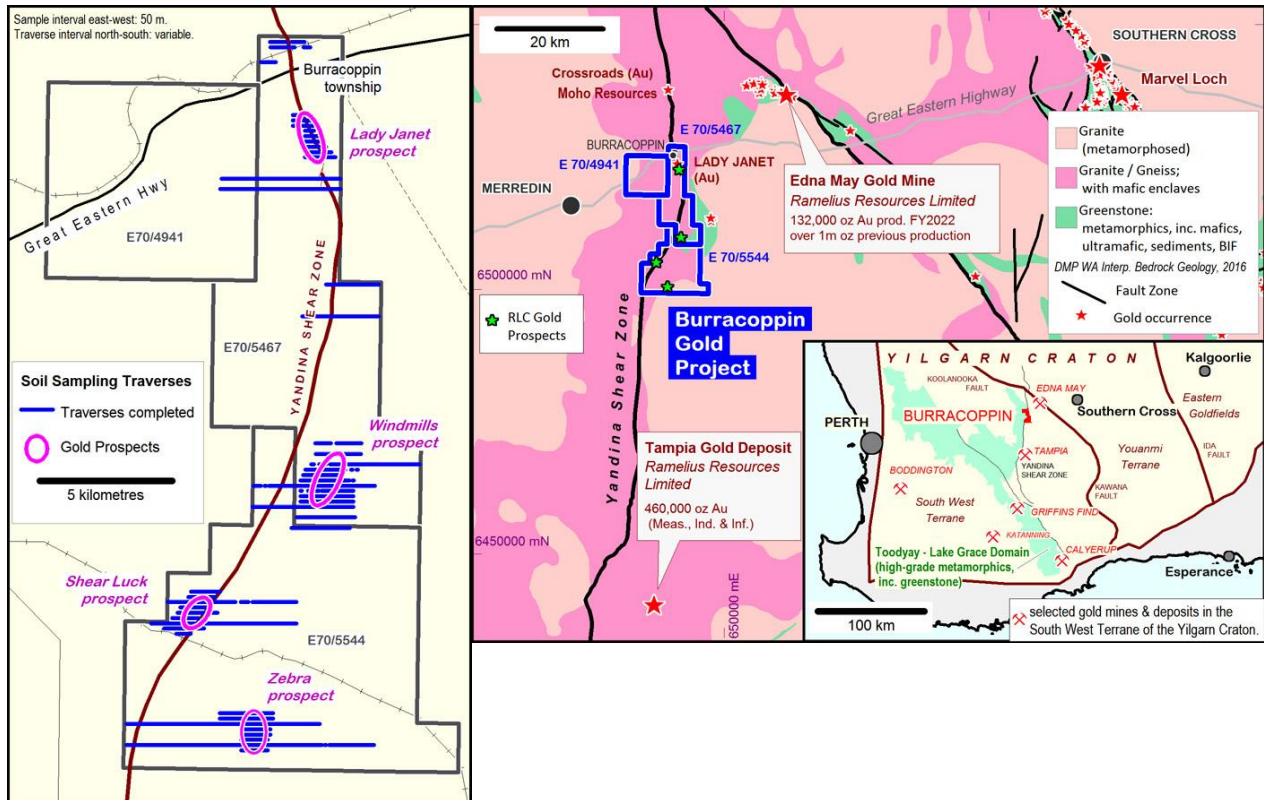 Sample interval east-west: 50 m.
Traverse interval north-south: variable.
Burracoppin
township
Lady Janet
prospect
Great Eastern Hwy
E70/4941
YANDINA SHEAR ZONE
E70/5467
Soil Sampling Traverses
Traverses completed
Gold Prospects
5 kilometres
Windmills
prospect
Shear Luck
prospect
E70/5544
Zebra
prospect
20 km
Crossroads (Au)
Moho Resources
SOUTHERN CROSS
Marvel Loch
Great Eastern Highway
E 70/5467
BURRACOPPIN
E 70/4941
LADY JANET
(Au)
MERREDIN
Edna May Gold Mine
Ramelius Resources Limited
132,000 oz Au prod. FY2022
over 1m oz previous production
E 70/5544
6500000 mN
RLC Gold
Prospects
Burracoppin
Gold
Project
Yandina Shear Zone
Tampia Gold Deposit
Ramelius Resources
Limited
460,000 oz Au
(Meas., Ind. & Inf.)
6450000 mN
650000 mE
Granite
(metamorphosed)
Granite / Gneiss;
with mafic enclaves
Greenstone:
metamorphics, inc. mafics,
ultramafic, sediments, BIF
DMP WA Interp. Bedrock Geology, 2016
Fault Zone
Gold occurrence
YILGARN CRATON
Kalgoorlie
KOOLANOOKA
FAULT
EDNA MAY
Southern Cross
Eastern
Goldfields
BURRACOPPIN
PERTH
TAMPIA
YANDINA
SHEAR ZONE
Youanmi
Terrane
IDA
FAULT
BODDINGTON
KAWANA
FAULT
South West
Terrane
GRIFFINS FIND
KATANNING
CALYERUP
Toodyay - Lake Grace Domain
(high-grade metamorphics,
inc. greenstone)
Esperance
100 km
selected gold mines & deposits in the
South West Terrane of the Yilgarn Craton.